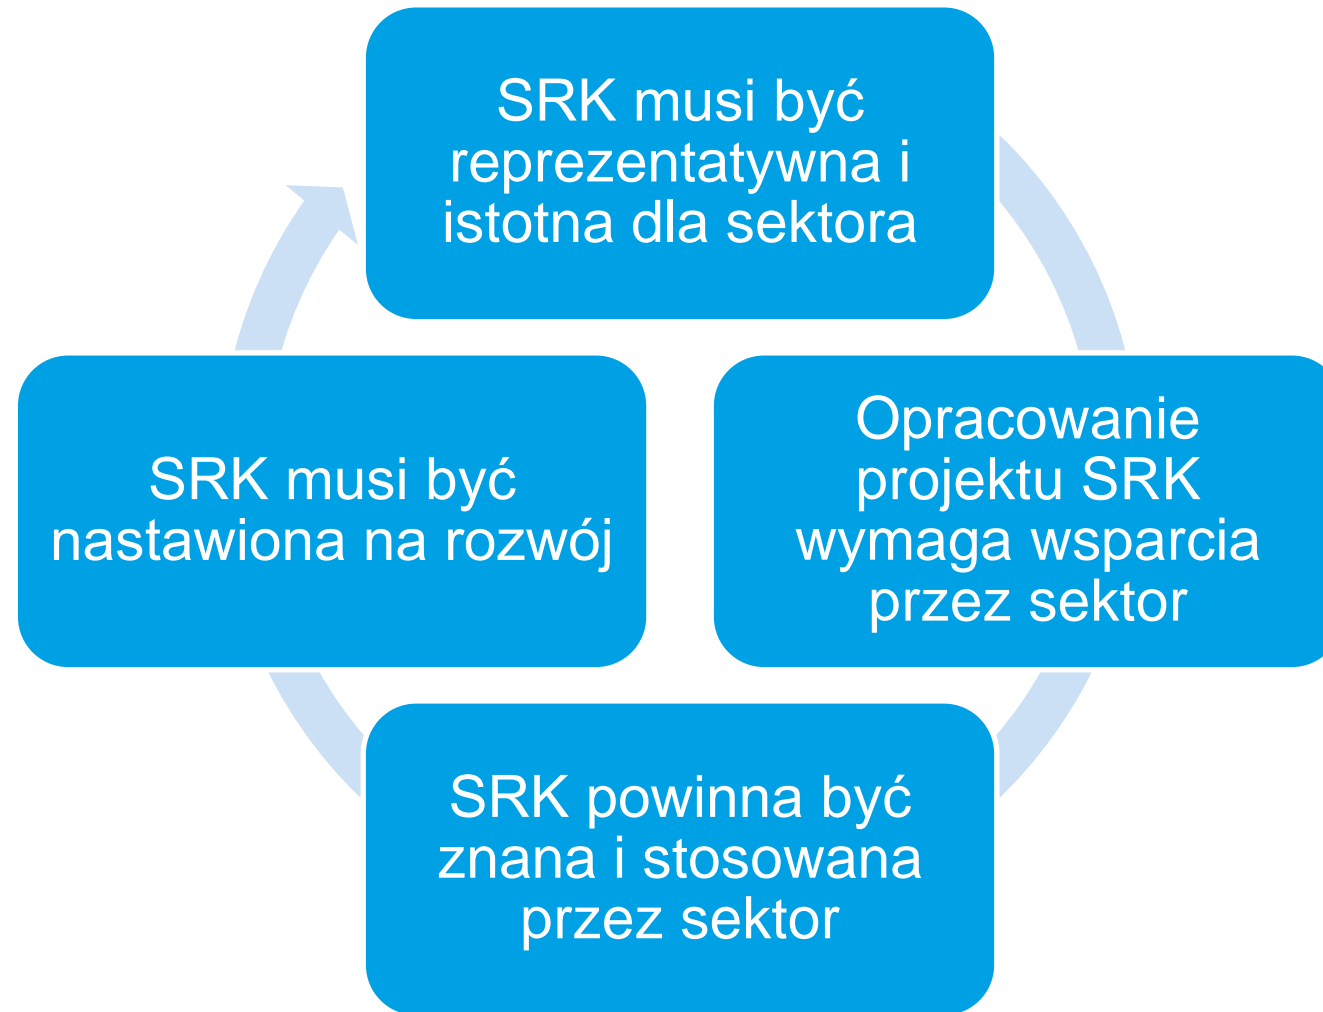 SRK musi być
reprezentatywna i
istotna dla sektora
Opracowanie
projektu SRK
wymaga wsparcia
przez sektor
SRK powinna być
znana i stosowana
przez sektor
SRK musi być
nastawiona na rozwój